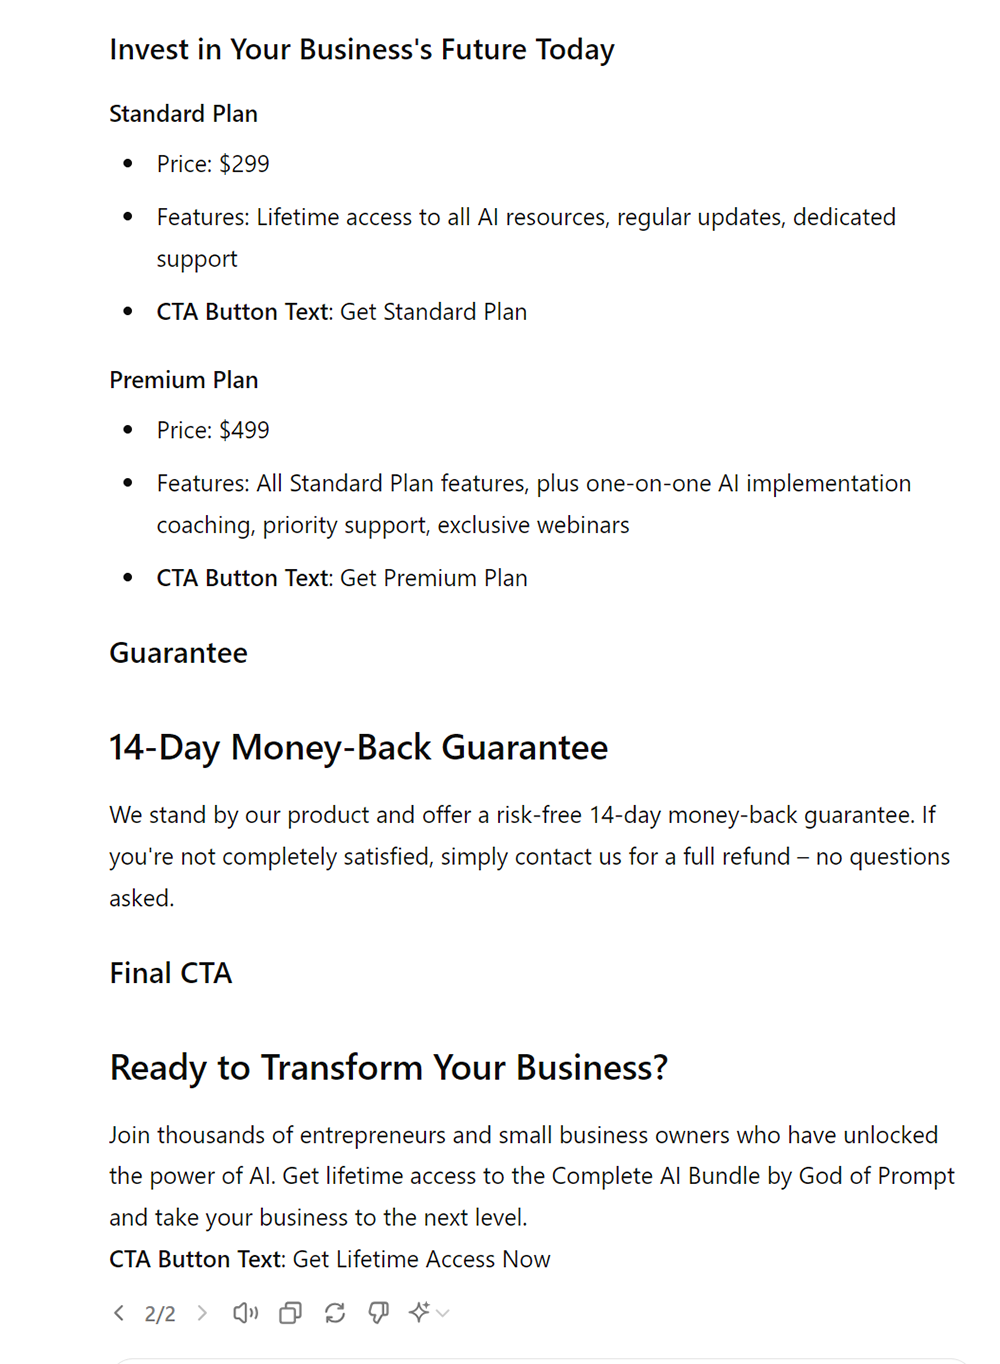 Invest in Your Business's Future Today
Standard Plan
Price: $299
Features: Lifetime access to all AI resources, regular updates, dedicated
support
CTA Button Text: Get Standard Plan
Premium Plan
Price: $499
Features: All Standard Plan features, plus one-on-one AI implementation
coaching, priority support, exclusive webinars
CTA Button Text: Get Premium Plan
Guarantee
14-Day Money-Back Guarantee
We stand by our product and offer a risk-free 14-day money-back guarantee. If
you're not completely satisfied, simply contact us for a full refund – no questions
asked.
Final CTA
Ready to Transform Your Business?
Join thousands of entrepreneurs and small business owners who have unlocked
the power of AI. Get lifetime access to the Complete AI Bundle by God of Prompt
and take your business to the next level.
CTA Button Text: Get Lifetime Access Now
2/2